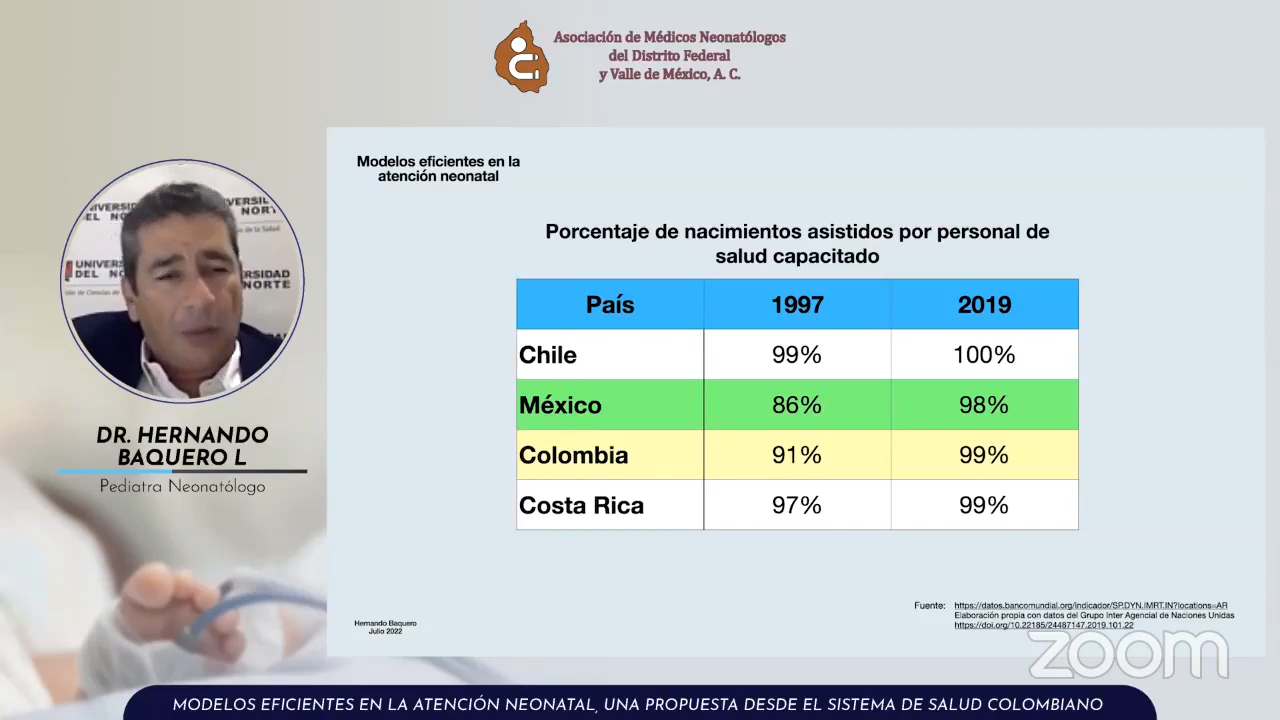 Asociación de Médicos Neonatólogos
del Distrito Federal
y Valle de México, A. C.
Modelos eficientes en la
atención neonatal
Porcentaje de nacimientos asistidos por personal de
salud capacitado
País 1997 2019
Chile 99% 100%
México 86% 98%
Colombia 91% 99%
Costa Rica 97% 99%
UNIVERS
DEL NO
ERSIDAD
NORTE
DR. HERNANDO
BAQUERO L
Pediatra Neonatólogo
Hernando Baquero
Julio 2022
Fuente: https://datos.bancomundial.org/indicador/SP.DYN.IMRT.IN?locations=AR
Elaboración propia con datos del Grupo Inter Agencial de Naciones Unidas
https://doi.org/10.22185/24487147.2019.101.22
zoom
MODELOS EFICIENTES EN LA ATENCIÓN NEONATAL, UNA PROPUESTA DESDE EL SISTEMA DE SALUD COLOMBIANO